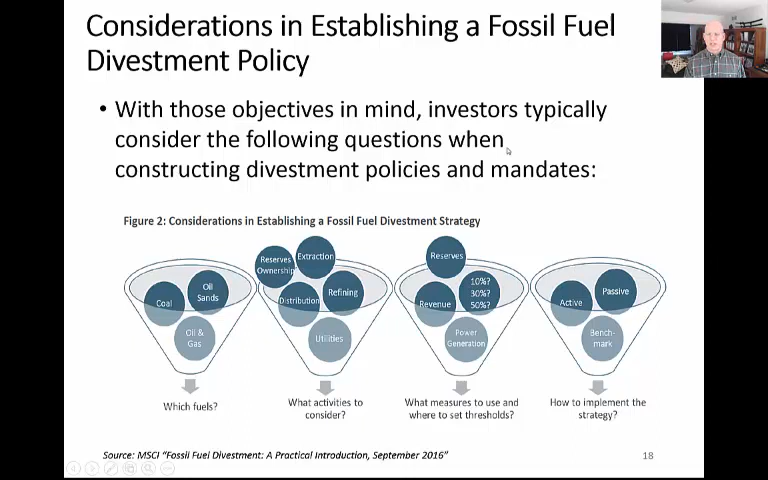 Considerations in Establishing a Fossil Fuel
Divestment Policy
• With those objectives in mind, investors typically
consider the following questions when
constructing divestment policies and mandates:
Figure 2: Considerations in Establishing a Fossil Fuel Divestment Strategy
Coal
Oil
Sands
Oil &
Gas
Which fuels?
Reserves
Ownership
Extraction
Distribution
Refining
Utilities
What activities to
consider?
Reserves
Revenue
10%?
30%?
50%?
Power
Generation
What measures to use and
where to set thresholds?
Active
Passive
Bench-
mark
How to implement the
strategy?
Source: MSCI "Fossil Fuel Divestment: A Practical Introduction, September 2016"
18